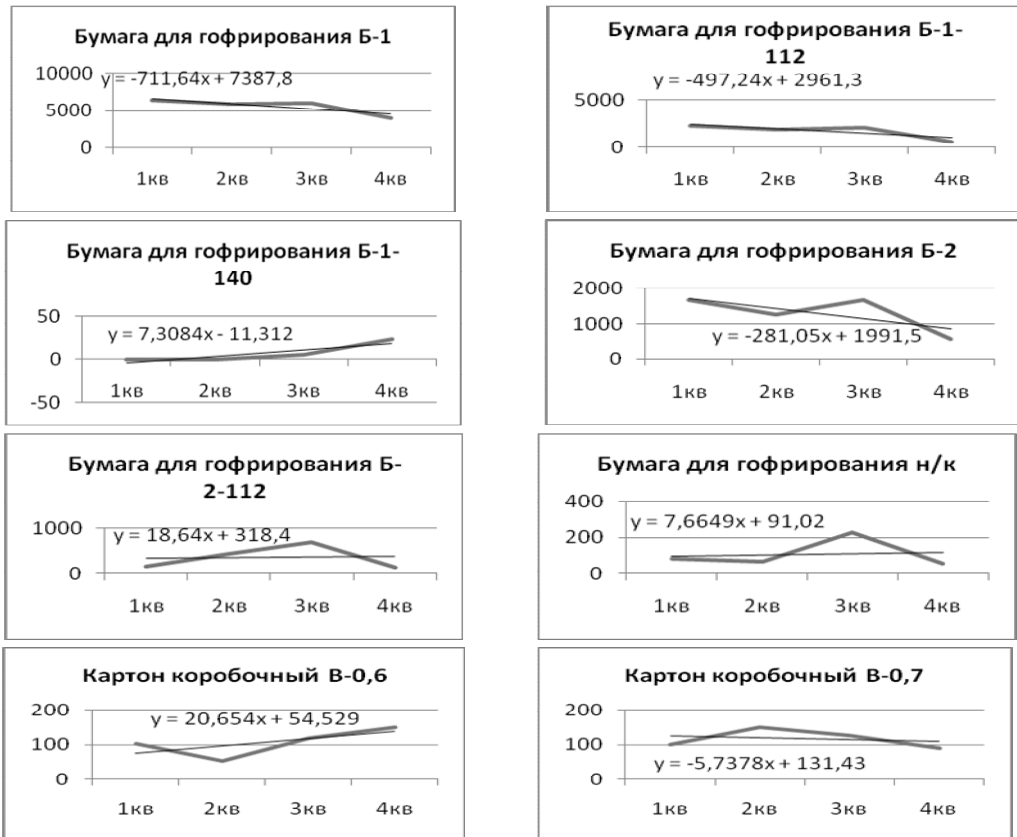 Бумага для гофрирования Б-1
y = -711,64x + 7387,8
10000
5000
0
1кв 2кв 3кв 4кв
Бумага для гофрирования Б-1-
112
y = -497,24x + 2961,3
5000
0
1кв 2кв 3кв 4кв
Бумага для гофрирования Б-1-
140
50
y = 7,3084x - 11,312
0
-50
1кв 2кв 3кв 4кв
Бумага для гофрирования Б-2
2000
1000
y = -281,05x + 1991,5
0
1кв 2кв 3кв 4кв
Бумага для гофрирования Б-
2-112
1000
y = 18,64x + 318,4
0
1кв 2кв 3кв 4кв
Бумага для гофрирования н/к
400
y = 7,6649x + 91,02
200
0
1кв 2кв 3кв 4кв
Картон коробочный В-0,6
200
y = 20,654x + 54,529
100
0
1кв 2кв 3кв 4кв
Картон коробочный В-0,7
200
100
y = -5,7378x + 131,43
0
1кв 2кв 3кв 4кв